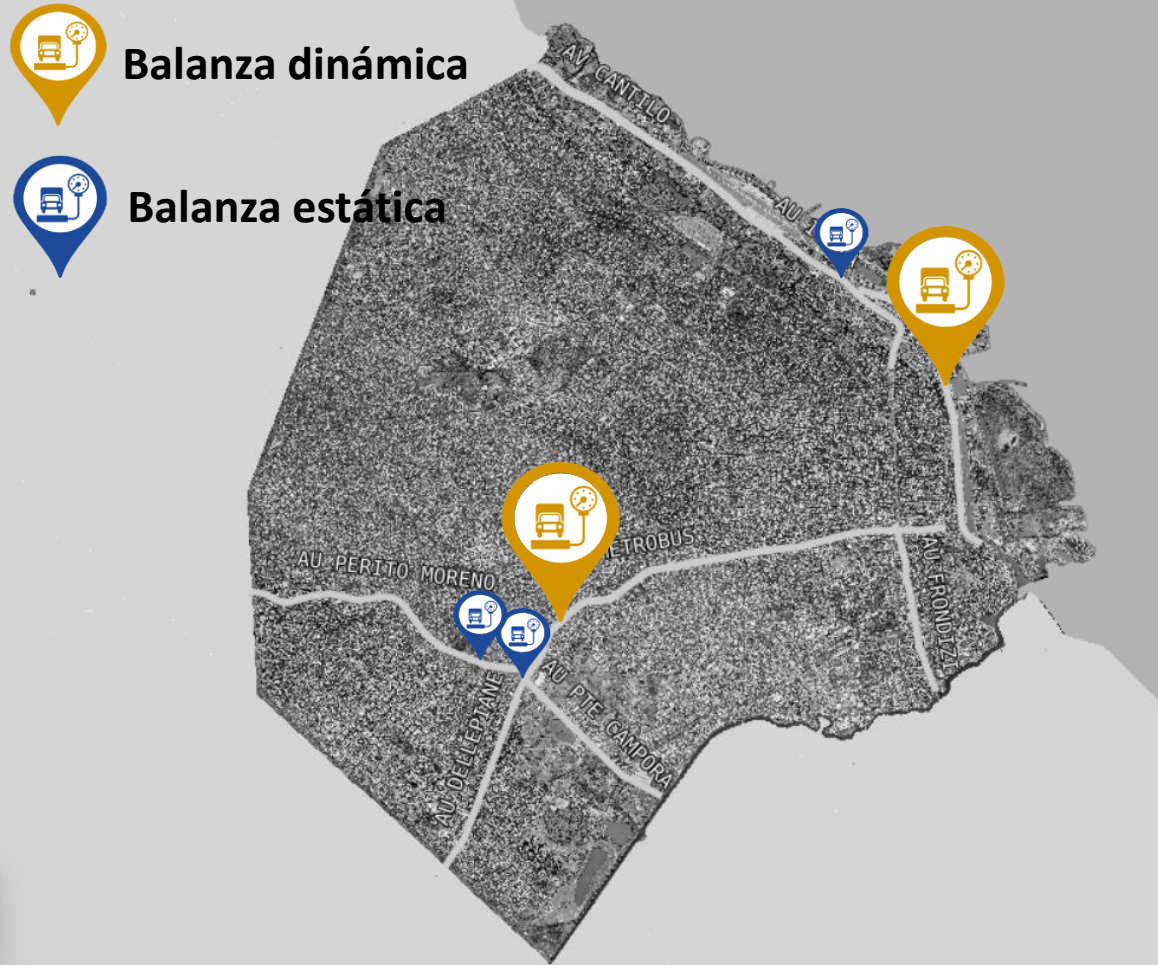 Balanza dinámica
Balanza estática
AV CANTILO
AU
AU PERITO MORENO
METROBUS
AU FRONDIZI
AU DELLEPIANE
AU PTE CAMPORA